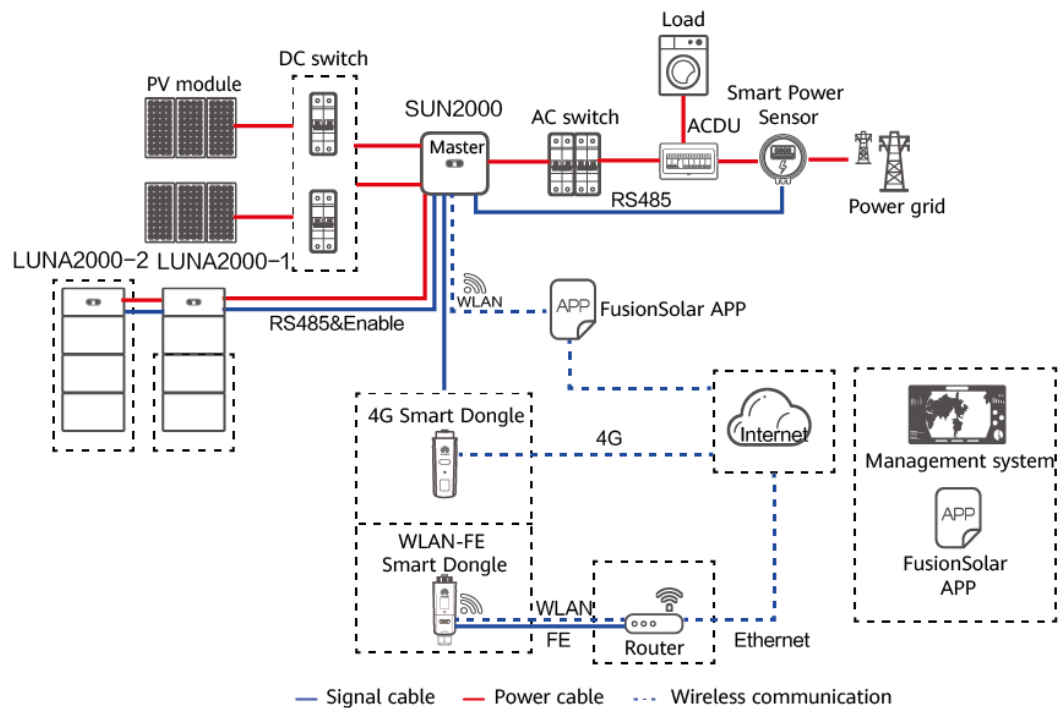 Load
DC switch
PV module
Smart Power
Sensor
SUN2000
AC switch
ACDU
Master
RS485
Power grid
LUNA2000-2
LUNA2000-1
WLAN
RS485&Enable
APP
FusionSolar APP
4G Smart Dongle
4G
Internet
Management system
APP
FusionSolar
APP
WLAN-FE
Smart Dongle
WLAN
FE
Router
Ethernet
Signal cable
Power cable
Wireless communication